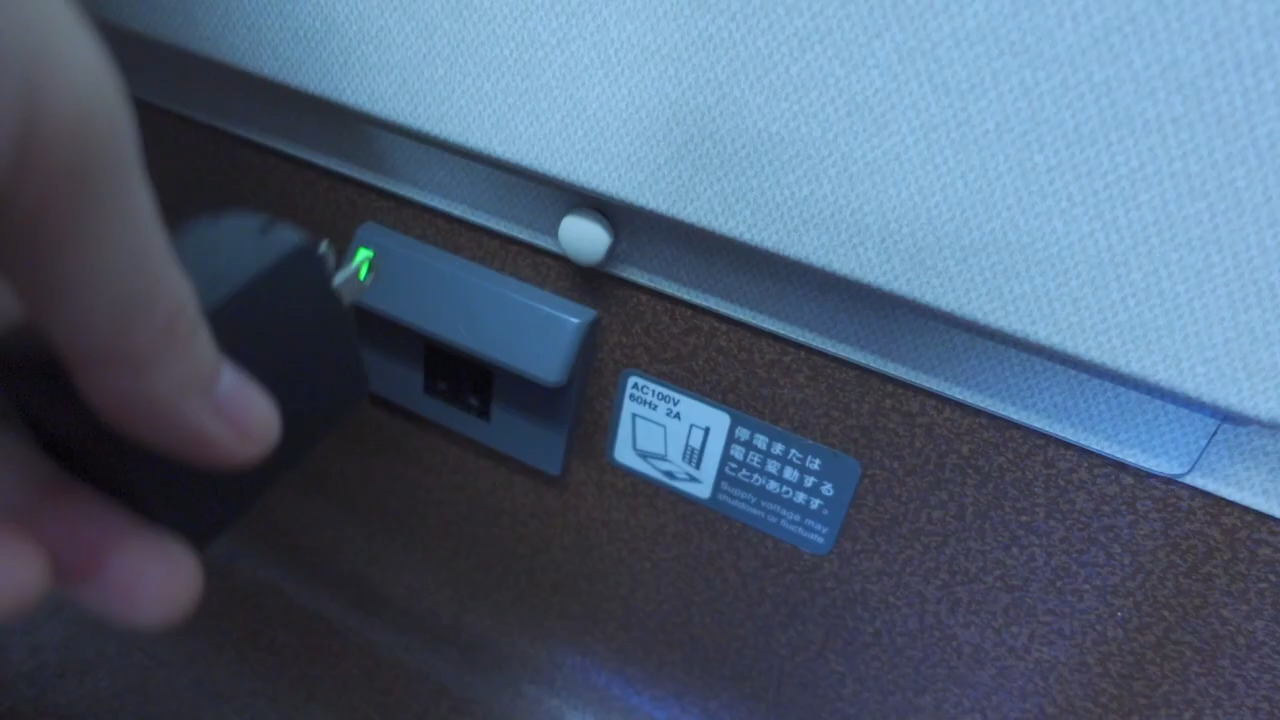 AC100V
60Hz 2A
停電または
電圧変動する
ことがあります。
Supply voltage may
shutdown or fluctuate